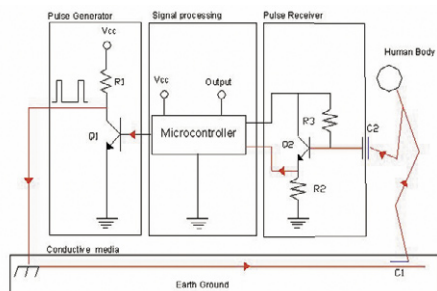 Pulse Generator
Signal processing
Pulse Receiver
Human Body
Vcc
R1
Q1
Vcc
Output
Microcontroller
R3
C2
Q2
R2
Conductive media
Earth Ground
C1